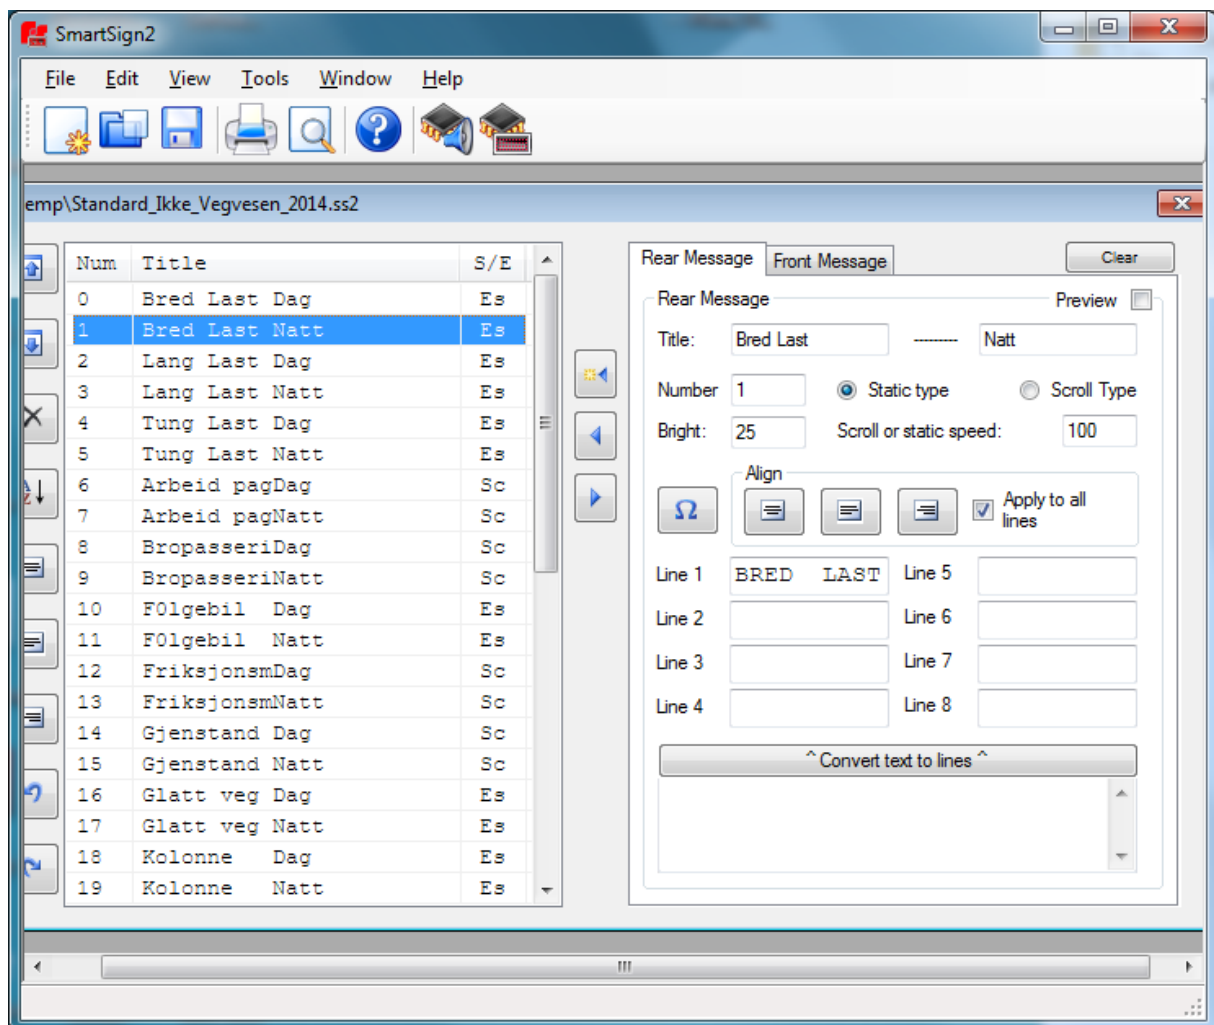 SmartSign2
File Edit View Tools Window Help
emp\Standard_Ikke_Vegvesen_2014.ss2
Num Title S/E
0 Bred Last Dag Es
1 Bred Last Natt Es
2 Lang Last Dag Es
3 Lang Last Natt Es
4 Tung Last Dag Es
5 Tung Last Natt Es
6 Arbeid pagDag Sc
7 Arbeid pagNatt Sc
8 BropasseriDag Sc
9 BropasseriNatt Sc
10 F0lgebil Dag Es
11 F0lgebil Natt Es
12 FriksjonsmDag Sc
13 FriksjonsmNatt Sc
14 Gjenstand Dag Sc
15 Gjenstand Natt Sc
16 Glatt veg Dag Es
17 Glatt veg Natt Es
18 Kolonne Dag Es
19 Kolonne Natt Es
Rear Message Front Message Clear
Rear Message Preview
Title: Bred Last --------- Natt
Number 1 Static type Scroll Type
Bright: 25 Scroll or static speed: 100
Align
Ω Apply to all lines
Line 1 BRED LAST Line 5
Line 2 Line 6
Line 3 Line 7
Line 4 Line 8
^ Convert text to lines ^